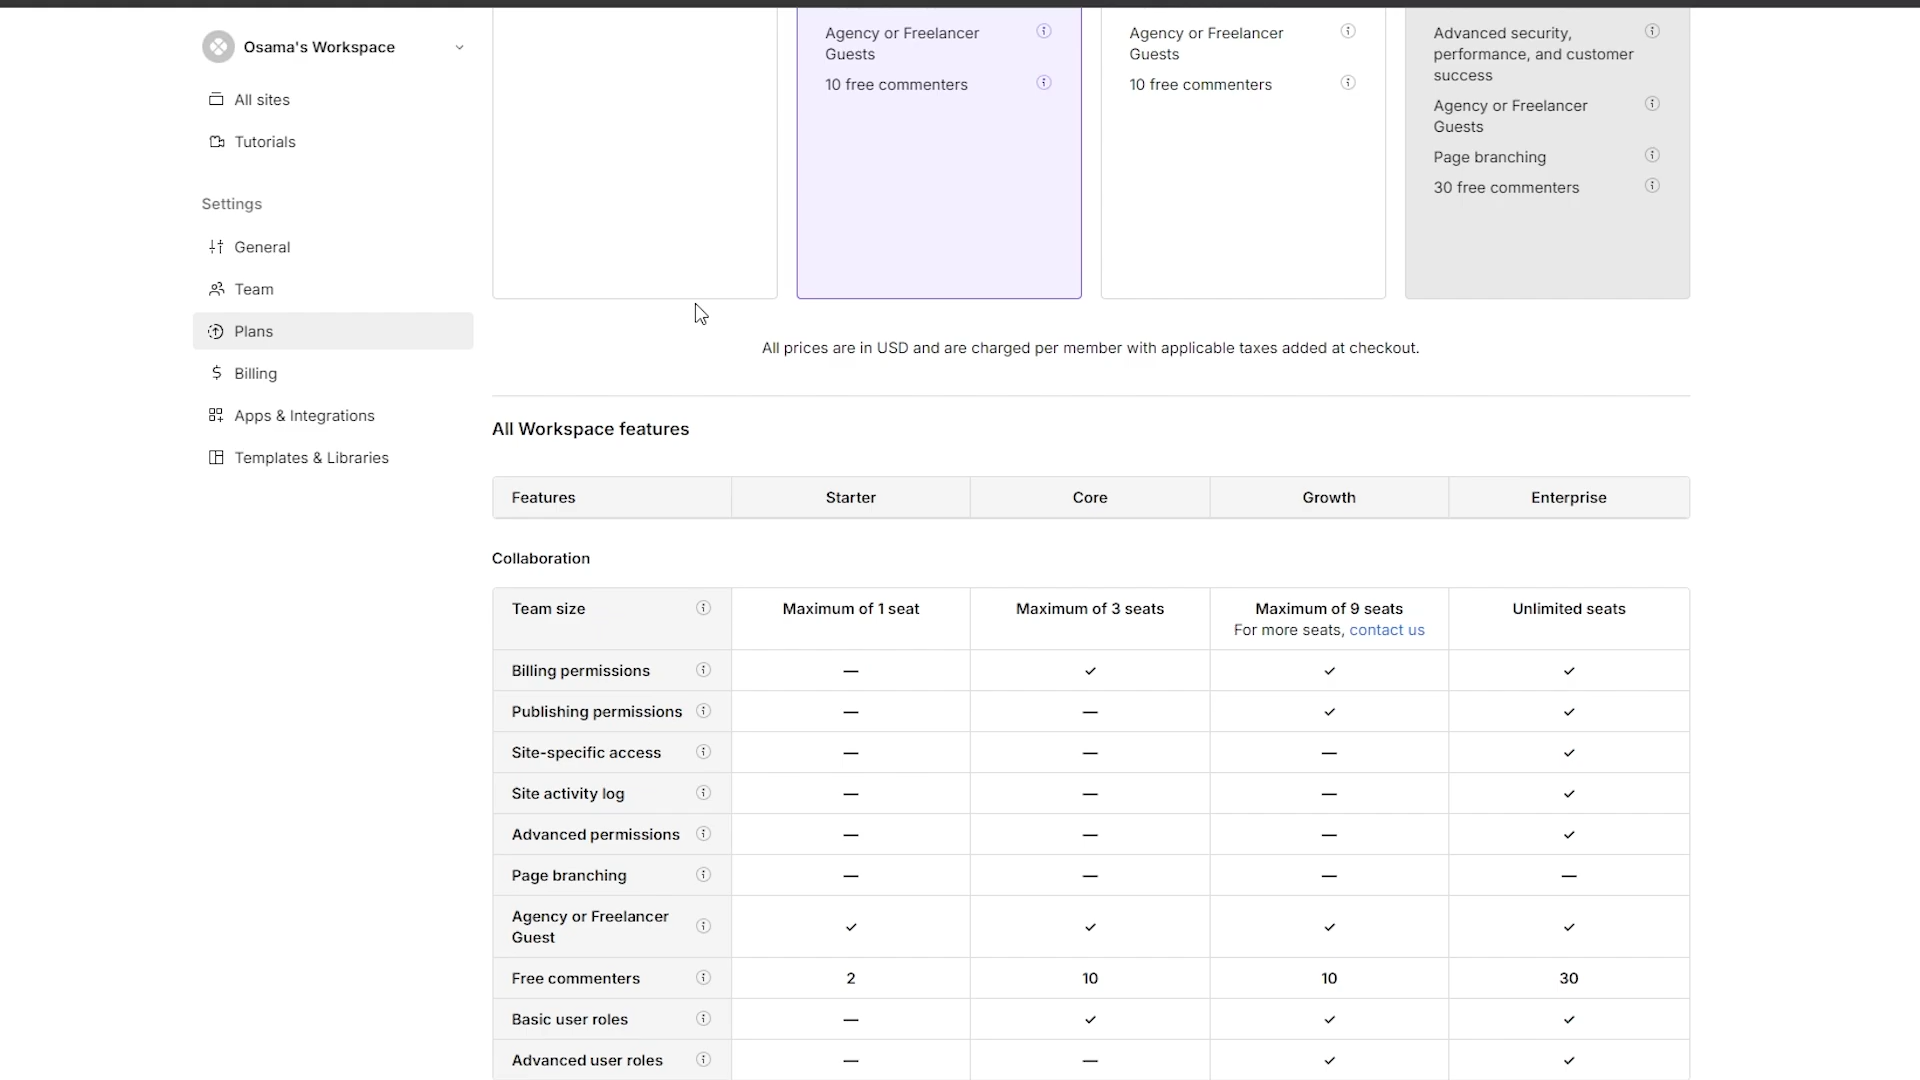 Osama's Workspace
All sites
Tutorials
Settings
General
Team
Plans
Billing
Apps & Integrations
Templates & Libraries
Agency or Freelancer
Guests
10 free commenters
Agency or Freelancer
Guests
10 free commenters
Advanced security,
performance, and customer
success
Agency or Freelancer
Guests
Page branching
30 free commenters
All prices are in USD and are charged per member with applicable taxes added at checkout.
All Workspace features
Features Starter Core Growth Enterprise
Collaboration
Team size Maximum of 1 seat Maximum of 3 seats Maximum of 9 seats Unlimited seats
For more seats, contact us
Billing permissions — ✓ ✓ ✓
Publishing permissions — — ✓ ✓
Site-specific access — — — ✓
Site activity log — — — ✓
Advanced permissions — — — ✓
Page branching — — — —
Agency or Freelancer
Guest ✓ ✓ ✓ ✓
Free commenters 2 10 10 30
Basic user roles — ✓ ✓ ✓
Advanced user roles — — ✓ ✓